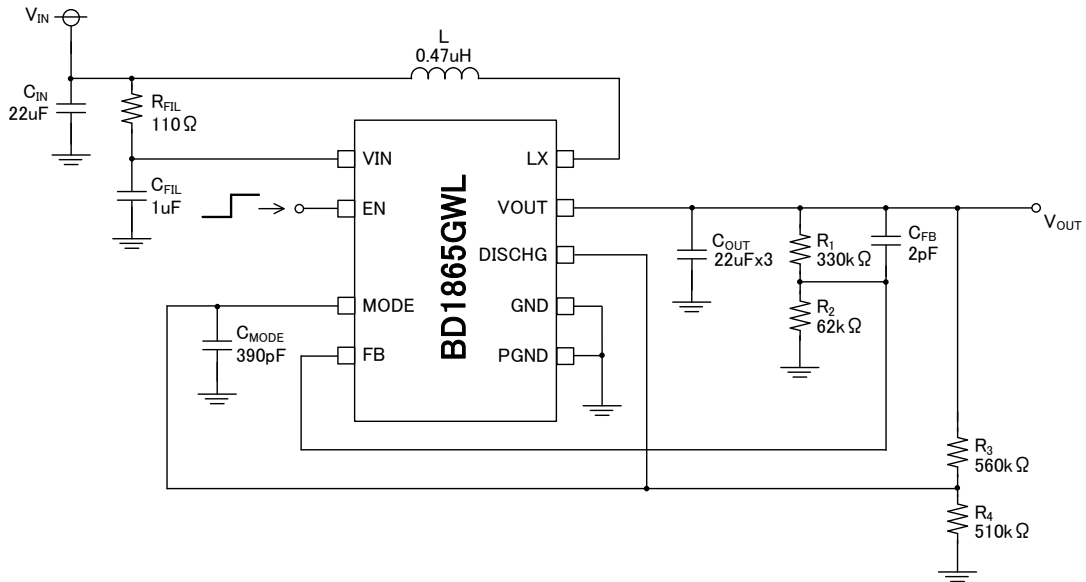 VIN
L
0.47uH
CIN
22uF
RFIL
110Ω
CFIL
1uF
VIN
EN
MODE
FB
CMODE
390pF
BD1865GWL
LX
VOUT
DISCHG
GND
PGND
COUT
22uFx3
R1
330kΩ
R2
62kΩ
CFB
2pF
VOUT
R3
560kΩ
R4
510kΩ